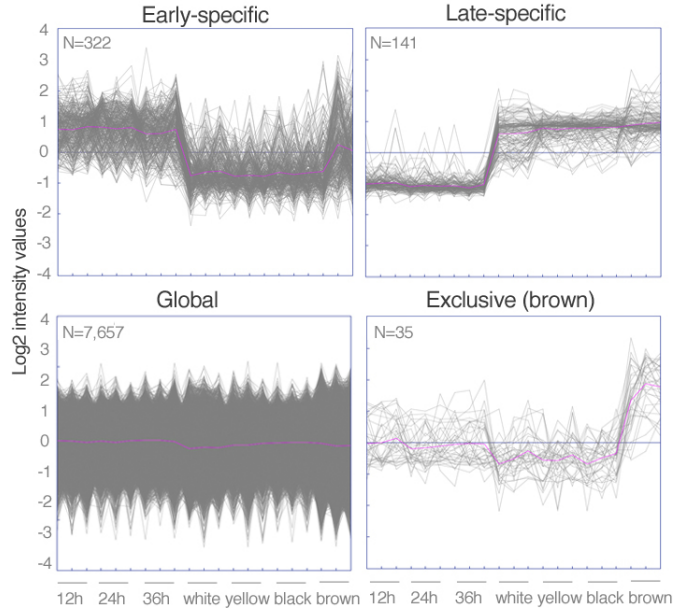 Early-specific
Late-specific
4
3
2
1
0
-1
-2
-3
-4
N=322
N=141
Log2 intensity values
Global
Exclusive (brown)
4
3
2
1
0
-1
-2
-3
-4
N=7,657
N=35
12h 24h 36h white yellow black brown
12h 24h 36h white yellow black brown